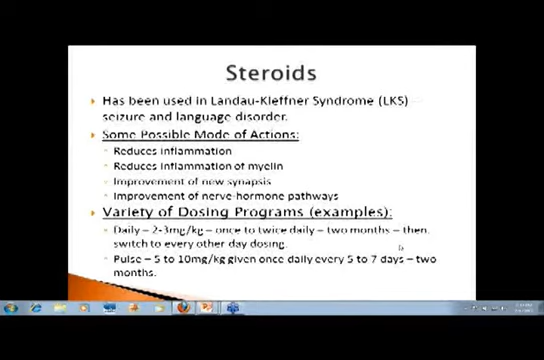 Steroids
Has been used in Landau-Kleffner Syndrome (LKS) –
seizure and language disorder.
Some Possible Mode of Actions:
Reduces inflammation
Reduces inflammation of myelin
Improvement of new synapsis
Improvement of nerve-hormone pathways
Variety of Dosing Programs (examples):
Daily – 2-3mg/kg – once to twice daily – two months – then
switch to every other day dosing.
Pulse – 5 to 10mg/kg given once daily every 5 to 7 days – two
months.